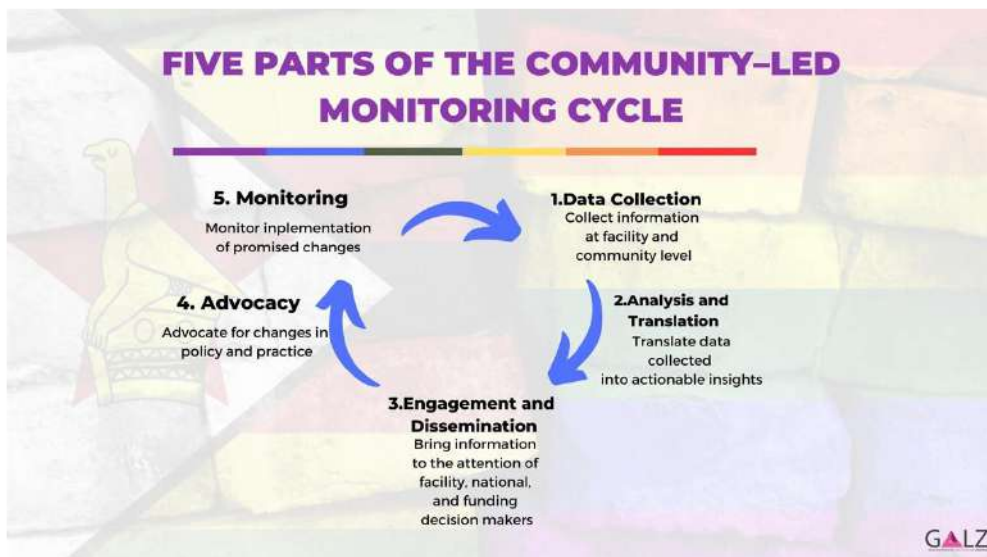 FIVE PARTS OF THE COMMUNITY–LED
MONITORING CYCLE
5. Monitoring
Monitor inplementation
of promised changes
1.Data Collection
Collect information
at facility and
community level
2.Analysis and
Translation
Translate data
collected
into actionable insights
3.Engagement and
Dissemination
Bring information
to the attention of
facility, national,
and funding
decision makers
4. Advocacy
Advocate for changes in
policy and practice
GALZ